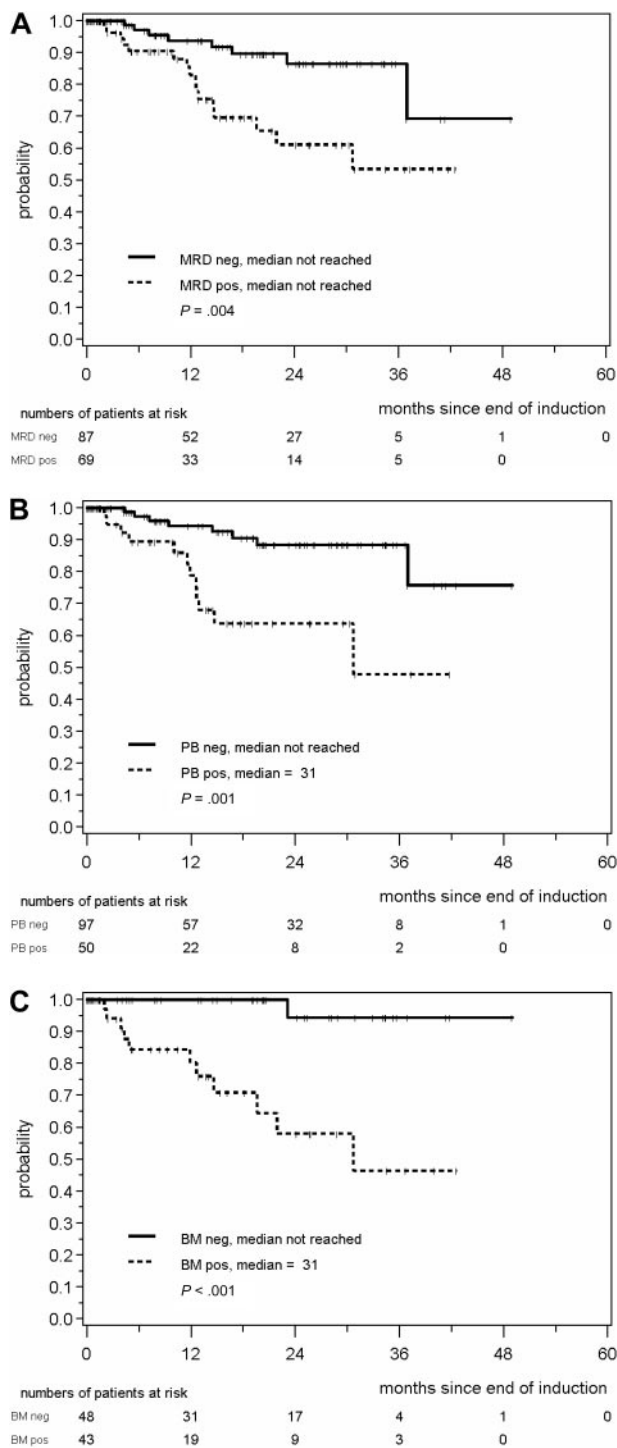 A
1.0
0.9
0.8
0.7
0.6
0.5
0.4
0.3
0.2
0.1
0.0
probability
MRD neg, median not reached
MRD pos, median not reached
P = .004
0 12 24 36 48 60
numbers of patients at risk months since end of induction
MRD neg 87 52 27 5 1 0
MRD pos 69 33 14 5 0
B
1.0
0.9
0.8
0.7
0.6
0.5
0.4
0.3
0.2
0.1
0.0
probability
PB neg, median not reached
PB pos, median = 31
P = .001
0 12 24 36 48 60
numbers of patients at risk months since end of induction
PB neg 97 57 32 8 1 0
PB pos 50 22 8 2 0
C
1.0
0.9
0.8
0.7
0.6
0.5
0.4
0.3
0.2
0.1
0.0
probability
BM neg, median not reached
BM pos, median = 31
P < .001
0 12 24 36 48 60
numbers of patients at risk months since end of induction
BM neg 48 31 17 4 1 0
BM pos 43 19 9 3 0